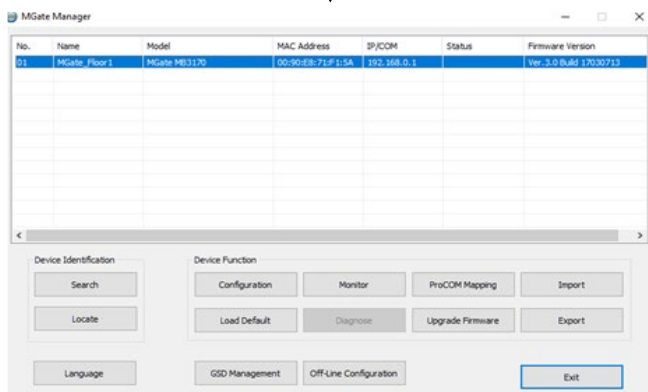 MGate Manager
No. Name Model MAC Address IP/COM Status Firmware Version
01 MGate_Floor1 MGate MB3170 00:90:E8:71:F1:5A 192.168.0.1 Ver.3.0 Build 17030713
Device Identification
Search
Locate
Device Function
Configuration Monitor ProCOM Mapping Import
Load Default Diagnose Upgrade Firmware Export
Language GSD Management Off-Line Configuration Exit